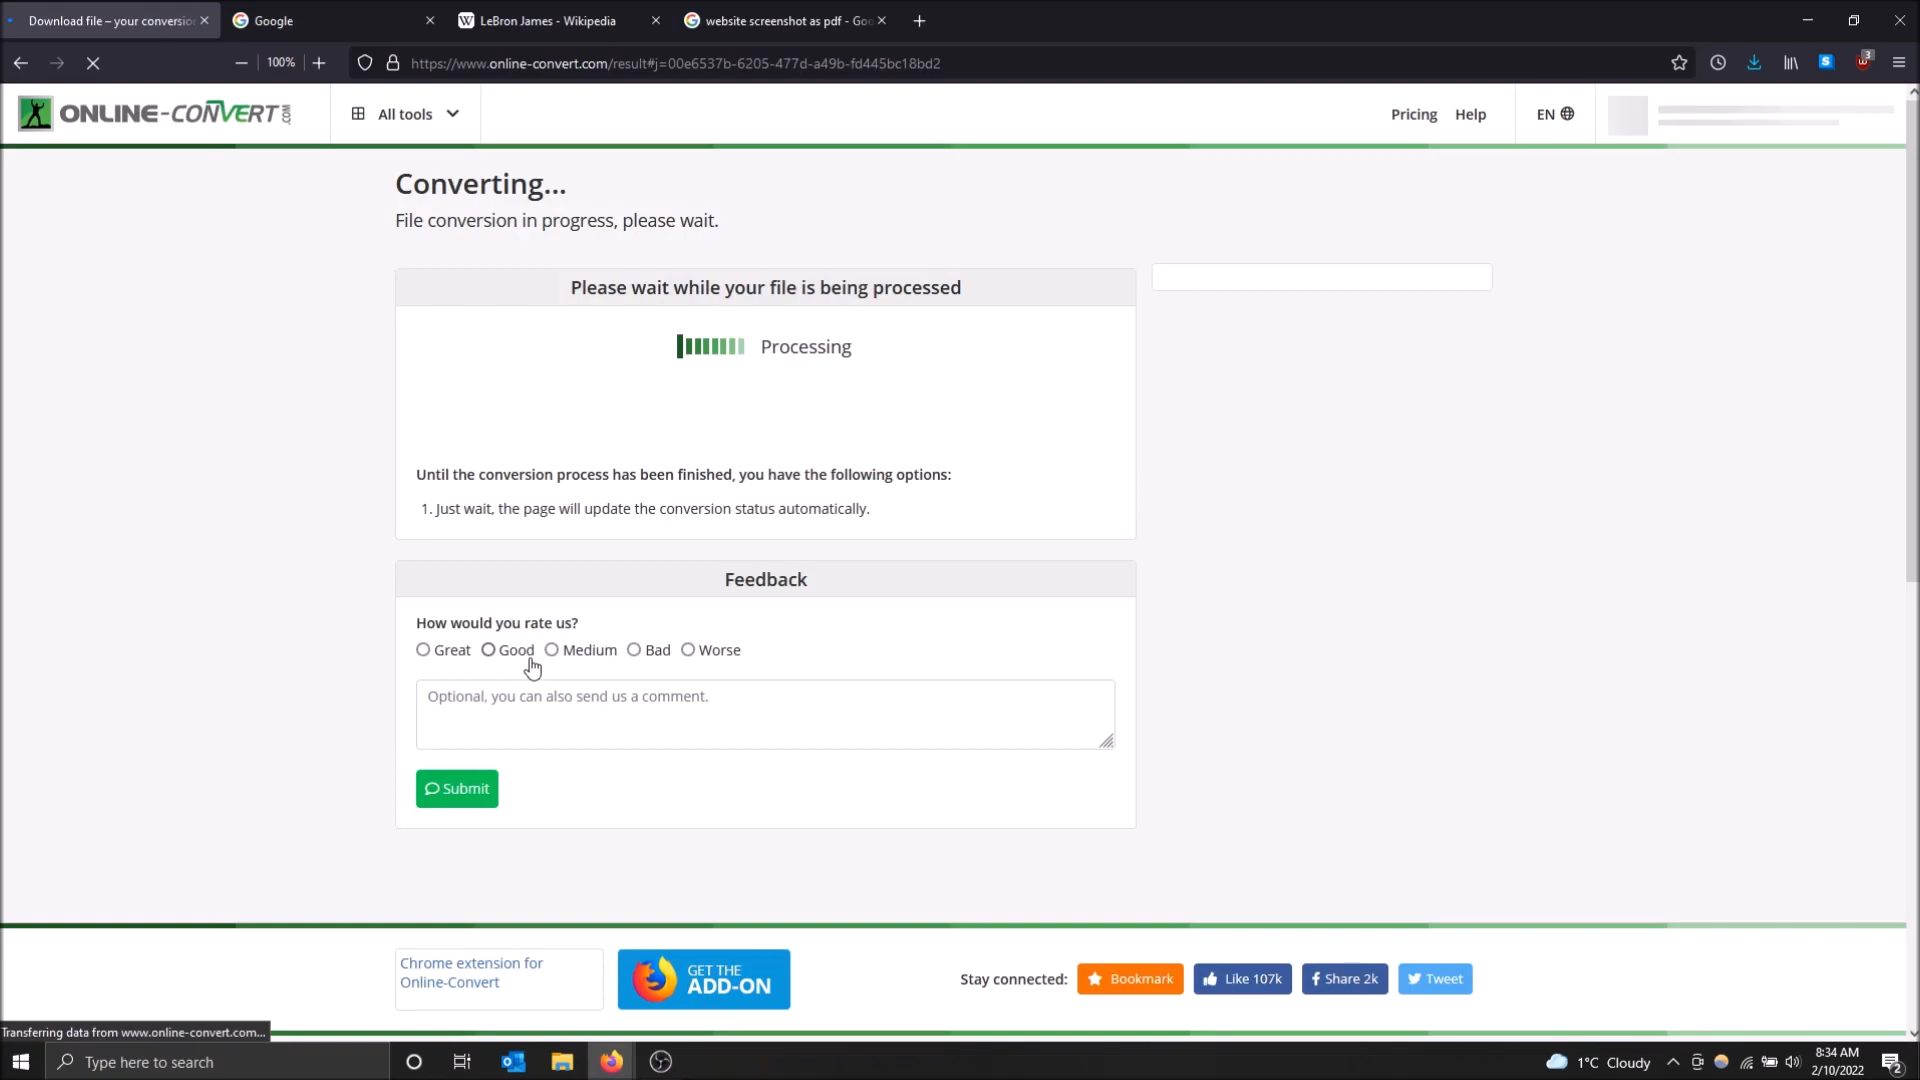 Download file – your conversio
Google
LeBron James - Wikipedia
website screenshot as pdf - Goo
100%
https://www.online-convert.com/result#j=00e6537b-6205-477d-a49b-fd445bc18bd2
S
3
ONLINE-CONVERT.COM
All tools
Pricing
Help
EN
Converting...
File conversion in progress, please wait.
Please wait while your file is being processed
Processing
Until the conversion process has been finished, you have the following options:
1. Just wait, the page will update the conversion status automatically.
Feedback
How would you rate us?
Great
Good
Medium
Bad
Worse
Optional, you can also send us a comment.
Submit
Chrome extension for
Online-Convert
GET THE
ADD-ON
Stay connected:
Bookmark
Like 107k
Share 2k
Tweet
Transferring data from www.online-convert.com...
Type here to search
1°C Cloudy
8:34 AM
2/10/2022
2